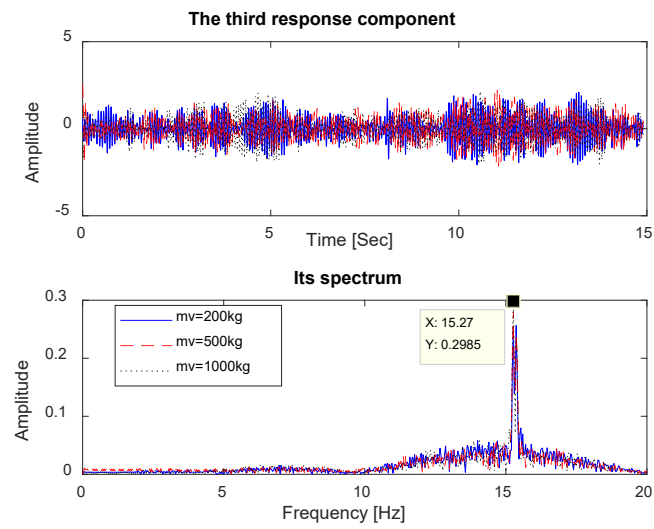 The third response component
5
0
-5
Amplitude
0
5
10
15
Time [Sec]
Its spectrum
0.3
0.2
0.1
0
Amplitude
mv=200kg
mv=500kg
mv=1000kg
X: 15.27
Y: 0.2985
0
5
10
15
20
Frequency [Hz]